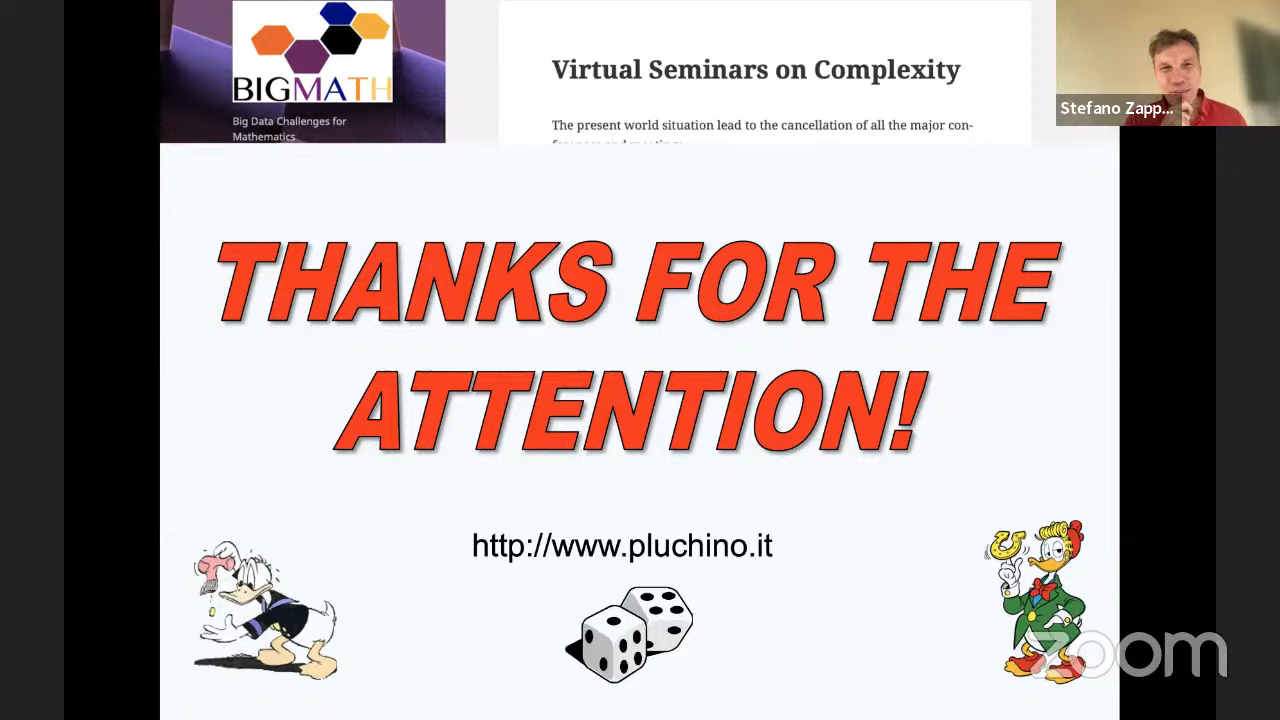 BIGMATH
Big Data Challenges for
Mathematics
Virtual Seminars on Complexity
The present world situation lead to the cancellation of all the major con-
Stefano Zapp...
THANKS FOR THE
ATTENTION!
http://www.pluchino.it
zoom